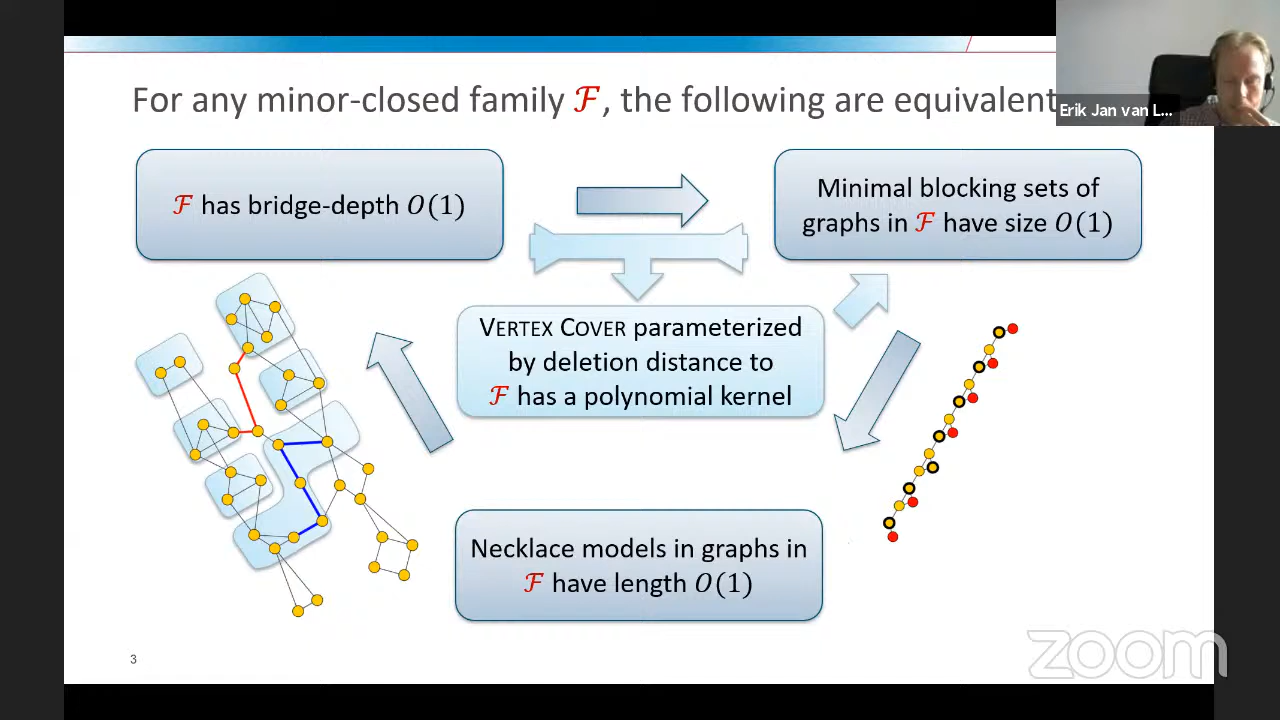 For any minor-closed family ℱ, the following are equivalent
Erik Jan van L...
ℱ has bridge-depth O(1)
Minimal blocking sets of
graphs in ℱ have size O(1)
VERTEX COVER parameterized
by deletion distance to
ℱ has a polynomial kernel
Necklace models in graphs in
ℱ have length O(1)
3
zoom